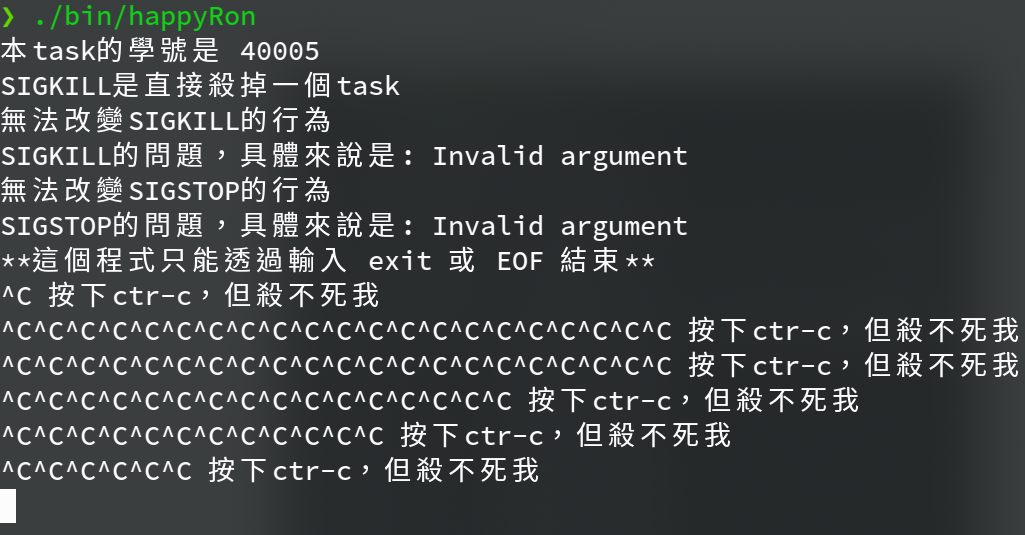 ❯ ./bin/happyRon
本task的學號是 40005
SIGKILL是直接殺掉一個task
無法改變SIGKILL的行為
SIGKILL的問題，具體來說是: Invalid argument
無法改變SIGSTOP的行為
SIGSTOP的問題，具體來說是: Invalid argument
**這個程式只能透過輸入 exit 或 EOF 結束**
^C 按下ctr-c，但殺不死我
^C^C^C^C^C^C^C^C^C^C^C^C^C^C^C^C^C^C^C^C^C 按下ctr-c，但殺不死我
^C^C^C^C^C^C^C^C^C^C^C^C^C^C^C^C^C^C^C^C^C 按下ctr-c，但殺不死我
^C^C^C^C^C^C^C^C^C^C^C^C^C^C^C^C 按下ctr-c，但殺不死我
^C^C^C^C^C^C^C^C^C^C^C^C 按下ctr-c，但殺不死我
^C^C^C^C^C^C 按下ctr-c，但殺不死我